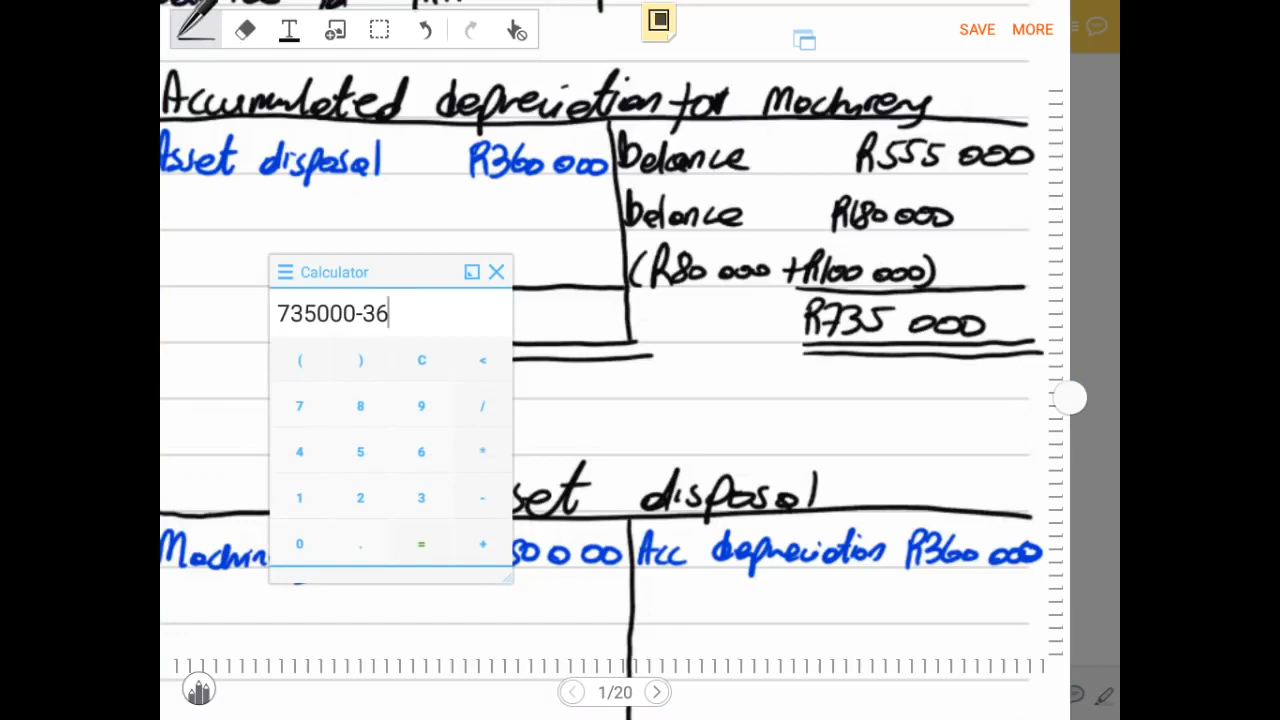 SAVE MORE
Accumulated depreciation for Machinery
Asset disposal R360 000 balance R555 000
balance R180 000
(R80 000 + R100 000)
Calculator
735000-36
R735 000
( ) C <
7 8 9 /
4 5 6 *
1 2 3 -
0 . = +
disposal
Acc depreciation R360 000
1/20